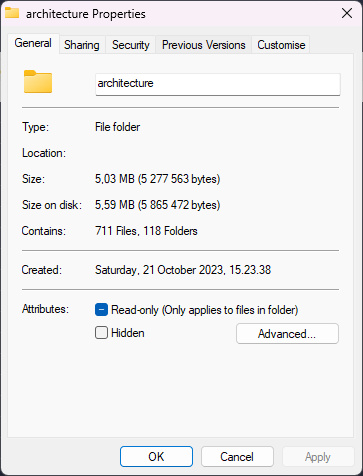 architecture Properties
General Sharing Security Previous Versions Customise
architecture
Type: File folder
Location:
Size: 5,03 MB (5 277 563 bytes)
Size on disk: 5,59 MB (5 865 472 bytes)
Contains: 711 Files, 118 Folders
Created: Saturday, 21 October 2023, 15.23.38
Attributes: Read-only (Only applies to files in folder)
Hidden Advanced...
OK Cancel Apply